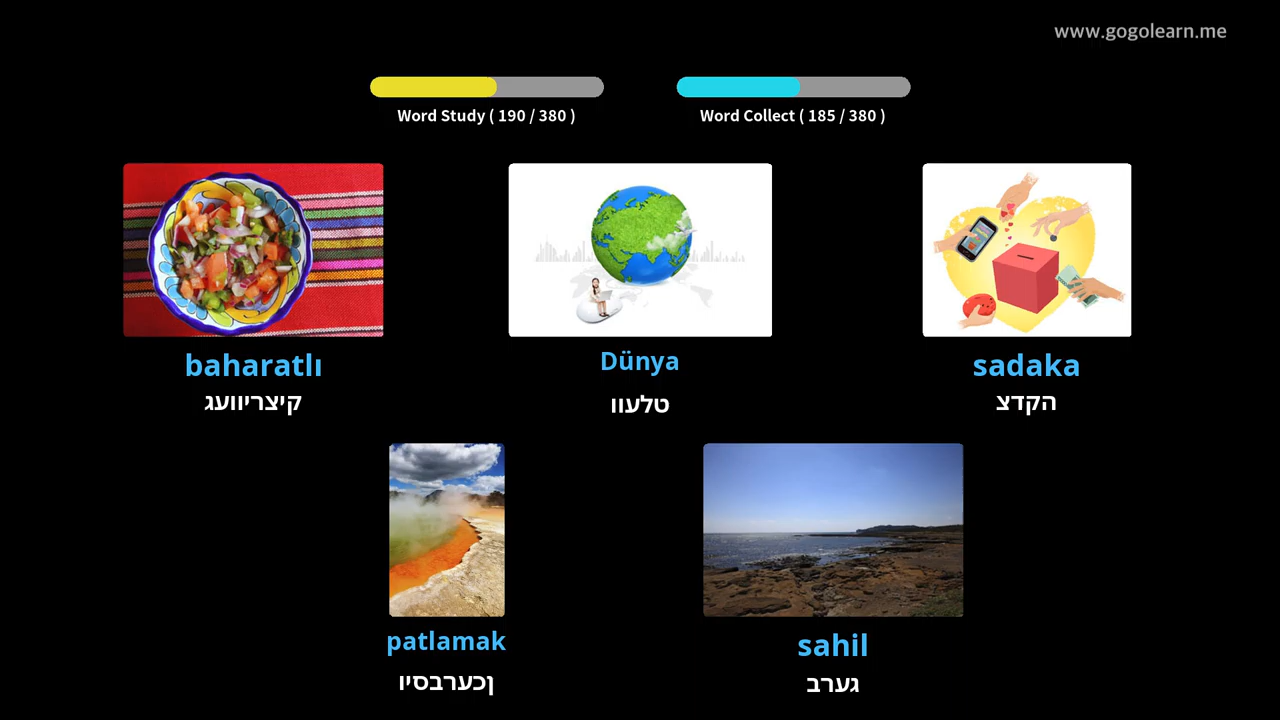 www.gogolearn.me
Word Study ( 190 / 380 )
Word Collect ( 185 / 380 )
baharatlı
קיצריוועג
Dünya
טלעוו
sadaka
הקדצ
patlamak
ןכערבסיו
sahil
גערב